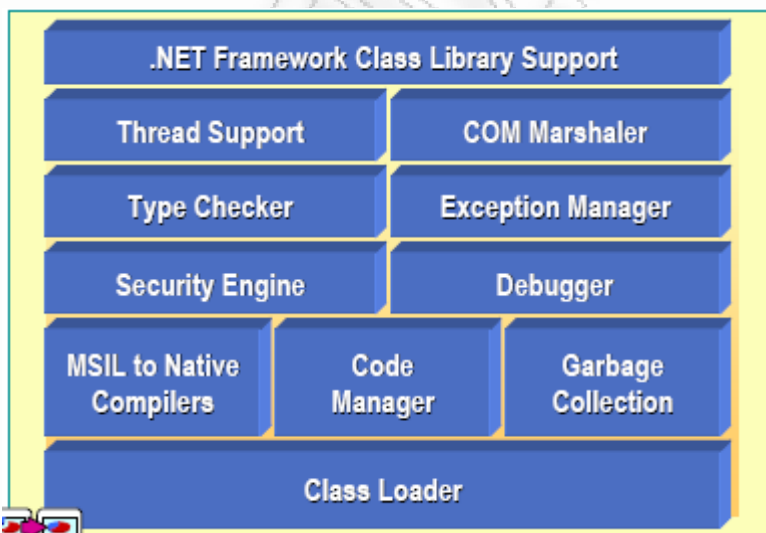 .NET Framework Class Library Support
Thread Support
COM Marshaler
Type Checker
Exception Manager
Security Engine
Debugger
MSIL to Native
Compilers
Code
Manager
Garbage
Collection
Class Loader